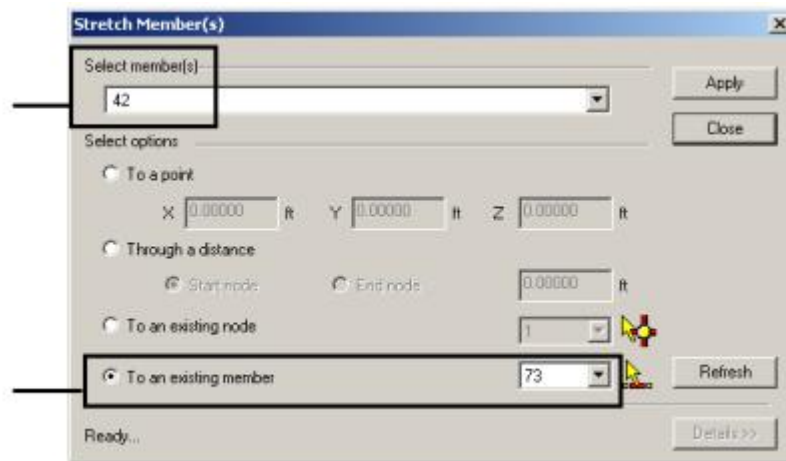 Stretch Member(s)
Select member(s)
42
Apply
Close
Select options
To a point
X 0.00000 ft Y 0.00000 ft Z 0.00000 ft
Through a distance
Start node End node 0.00000 ft
To an existing node 1
To an existing member 73 Refresh
Ready... Details >>